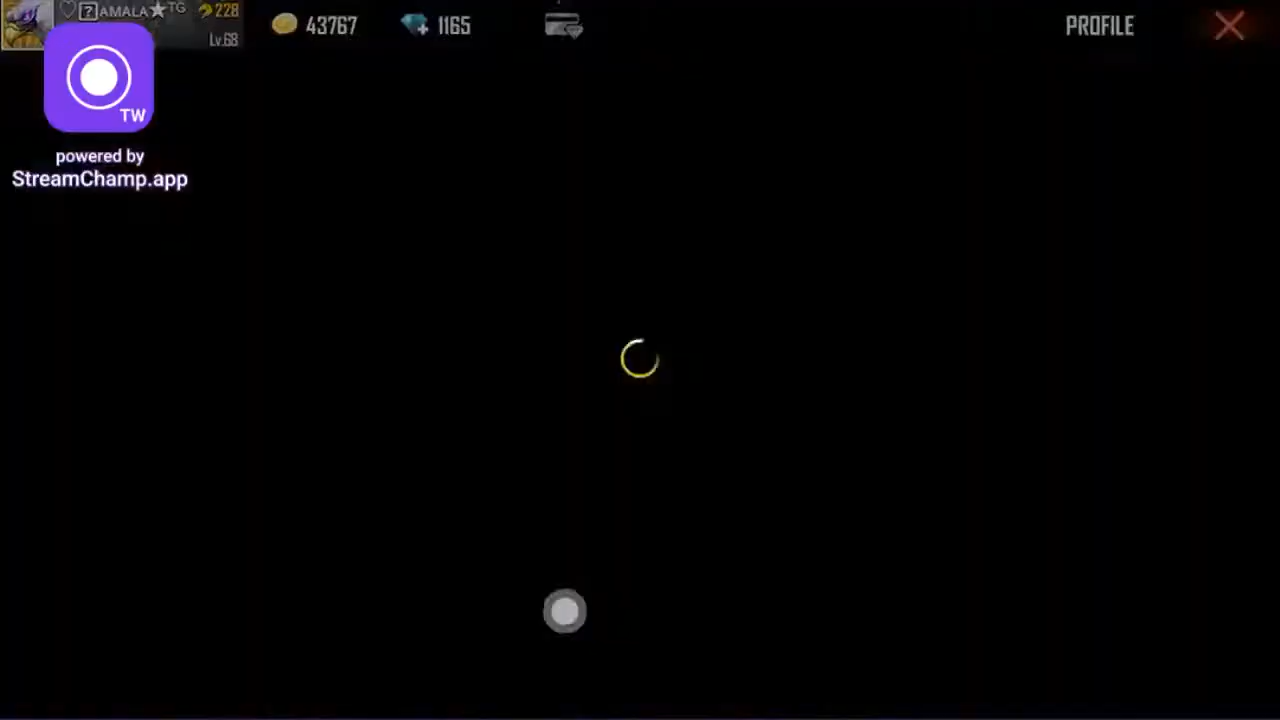 ♡?AMALA★TG 228
Lv.68
43767
1165
PROFILE
TW
powered by
StreamChamp.app